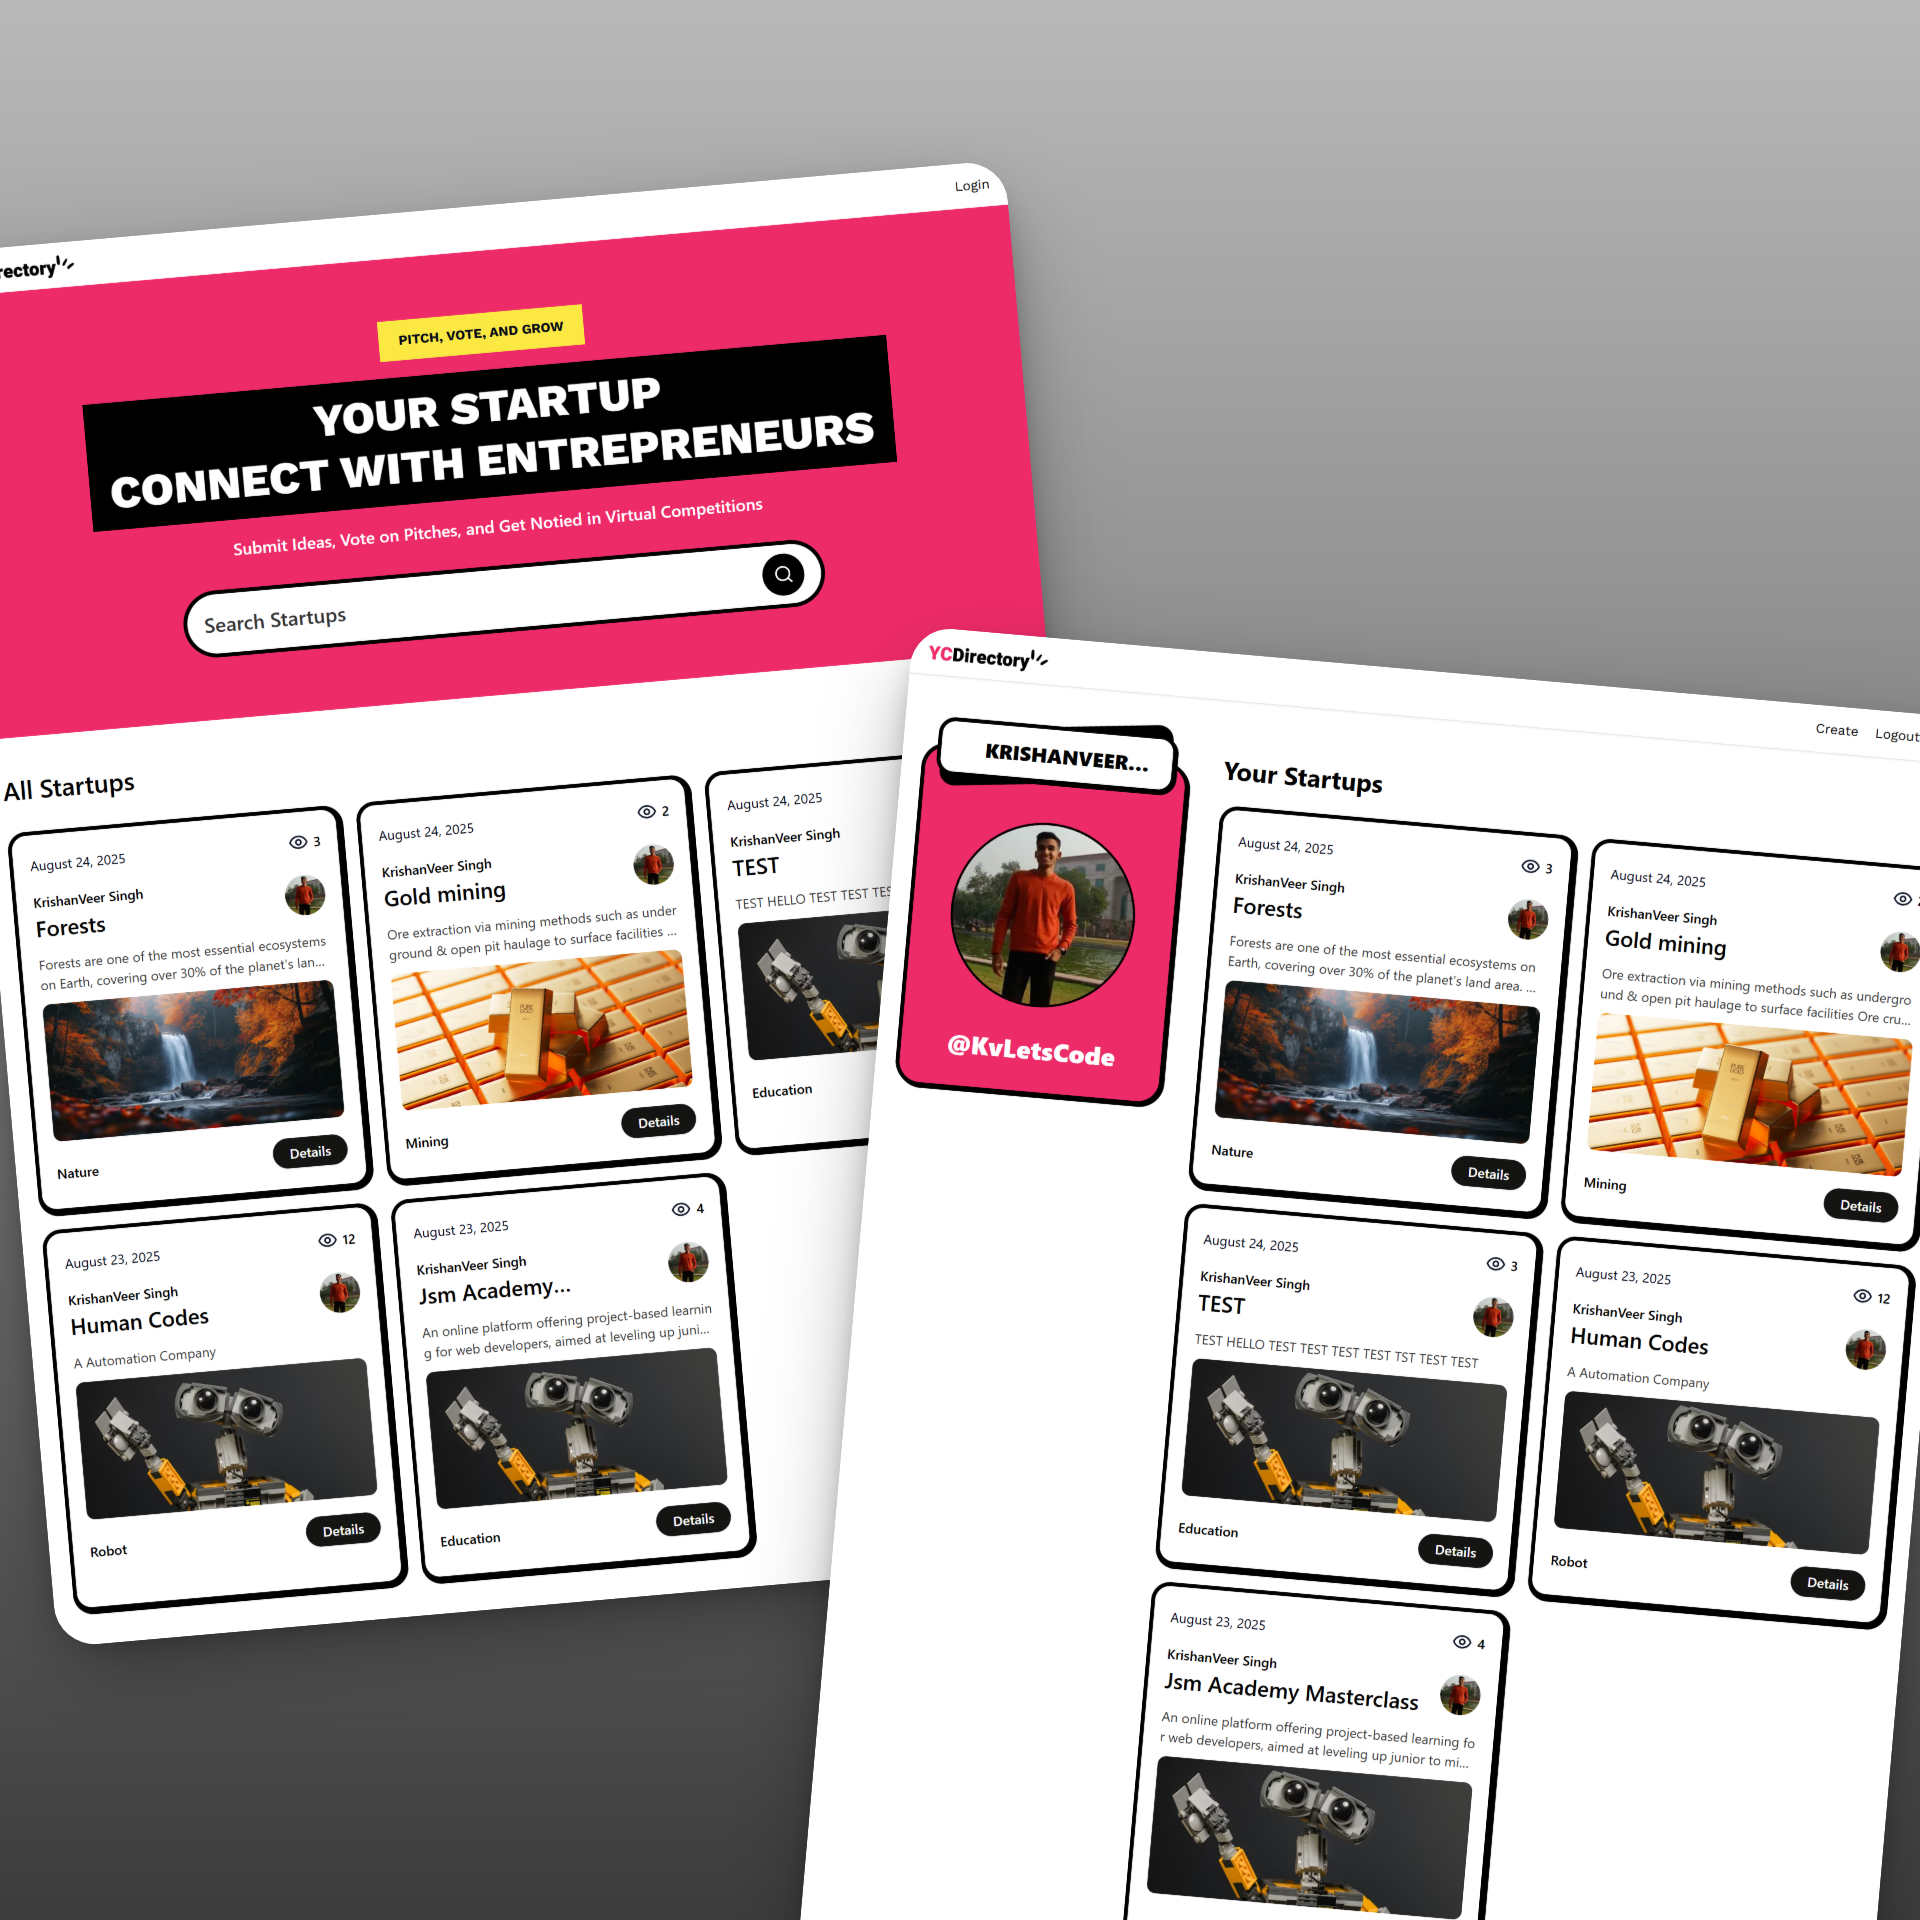 Login
rectory
PITCH, VOTE, AND GROW
YOUR STARTUP
CONNECT WITH ENTREPRENEURS
Submit Ideas, Vote on Pitches, and Get Notied in Virtual Competitions
Search Startups
All Startups
August 24, 2025
3
KrishanVeer Singh
Forests
Forests are one of the most essential ecosystems
on Earth, covering over 30% of the planet's lan...
Nature
Details
August 24, 2025
2
KrishanVeer Singh
Gold mining
Ore extraction via mining methods such as under
ground & open pit haulage to surface facilities ...
PURE
GOLD
Mining
Details
August 24, 2025
KrishanVeer Singh
TEST
TEST HELLO TEST TEST TES
Education
August 23, 2025
12
KrishanVeer Singh
Human Codes
A Automation Company
Robot
Details
August 23, 2025
4
KrishanVeer Singh
Jsm Academy...
An online platform offering project-based learnin
g for web developers, aimed at leveling up juni...
Education
Details
YCDirectory
Create
Logout
KRISHANVEER...
@KvLetsCode
Your Startups
August 24, 2025
3
KrishanVeer Singh
Forests
Forests are one of the most essential ecosystems on
Earth, covering over 30% of the planet's land area. ...
Nature
Details
August 24, 2025
2
KrishanVeer Singh
Gold mining
Ore extraction via mining methods such as undergro
und & open pit haulage to surface facilities Ore cru...
PURE
GOLD
Mining
Details
August 24, 2025
3
KrishanVeer Singh
TEST
TEST HELLO TEST TEST TEST TEST TST TEST TEST
Education
Details
August 23, 2025
12
KrishanVeer Singh
Human Codes
A Automation Company
Robot
Details
August 23, 2025
4
KrishanVeer Singh
Jsm Academy Masterclass
An online platform offering project-based learning fo
r web developers, aimed at leveling up junior to mi...